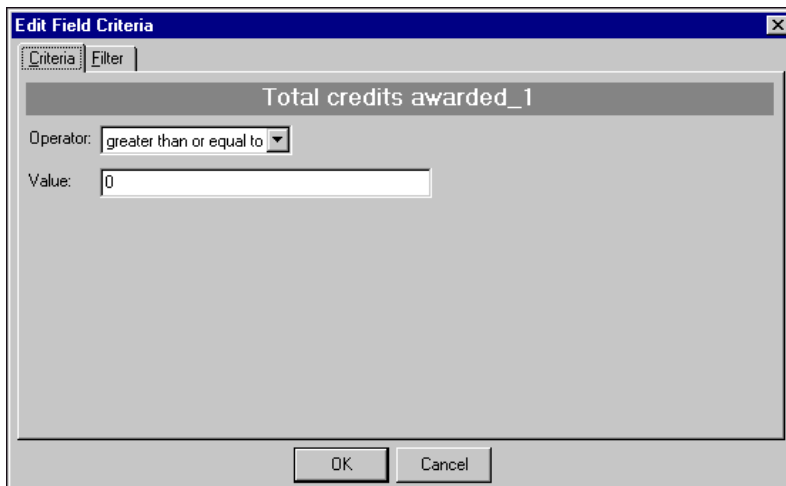 Edit Field Criteria
Criteria Filter
Total credits awarded_1
Operator: greater than or equal to
Value: 0
OK Cancel